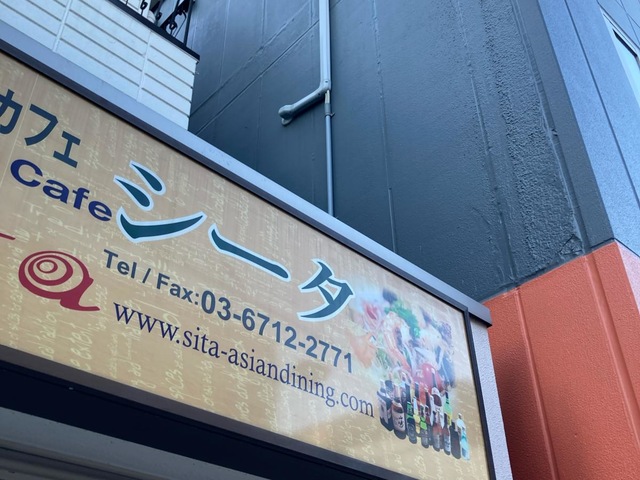 カフェ
Cafe シータ
a
Tel / Fax:03-6712-2771
www.sita-asiandining.com